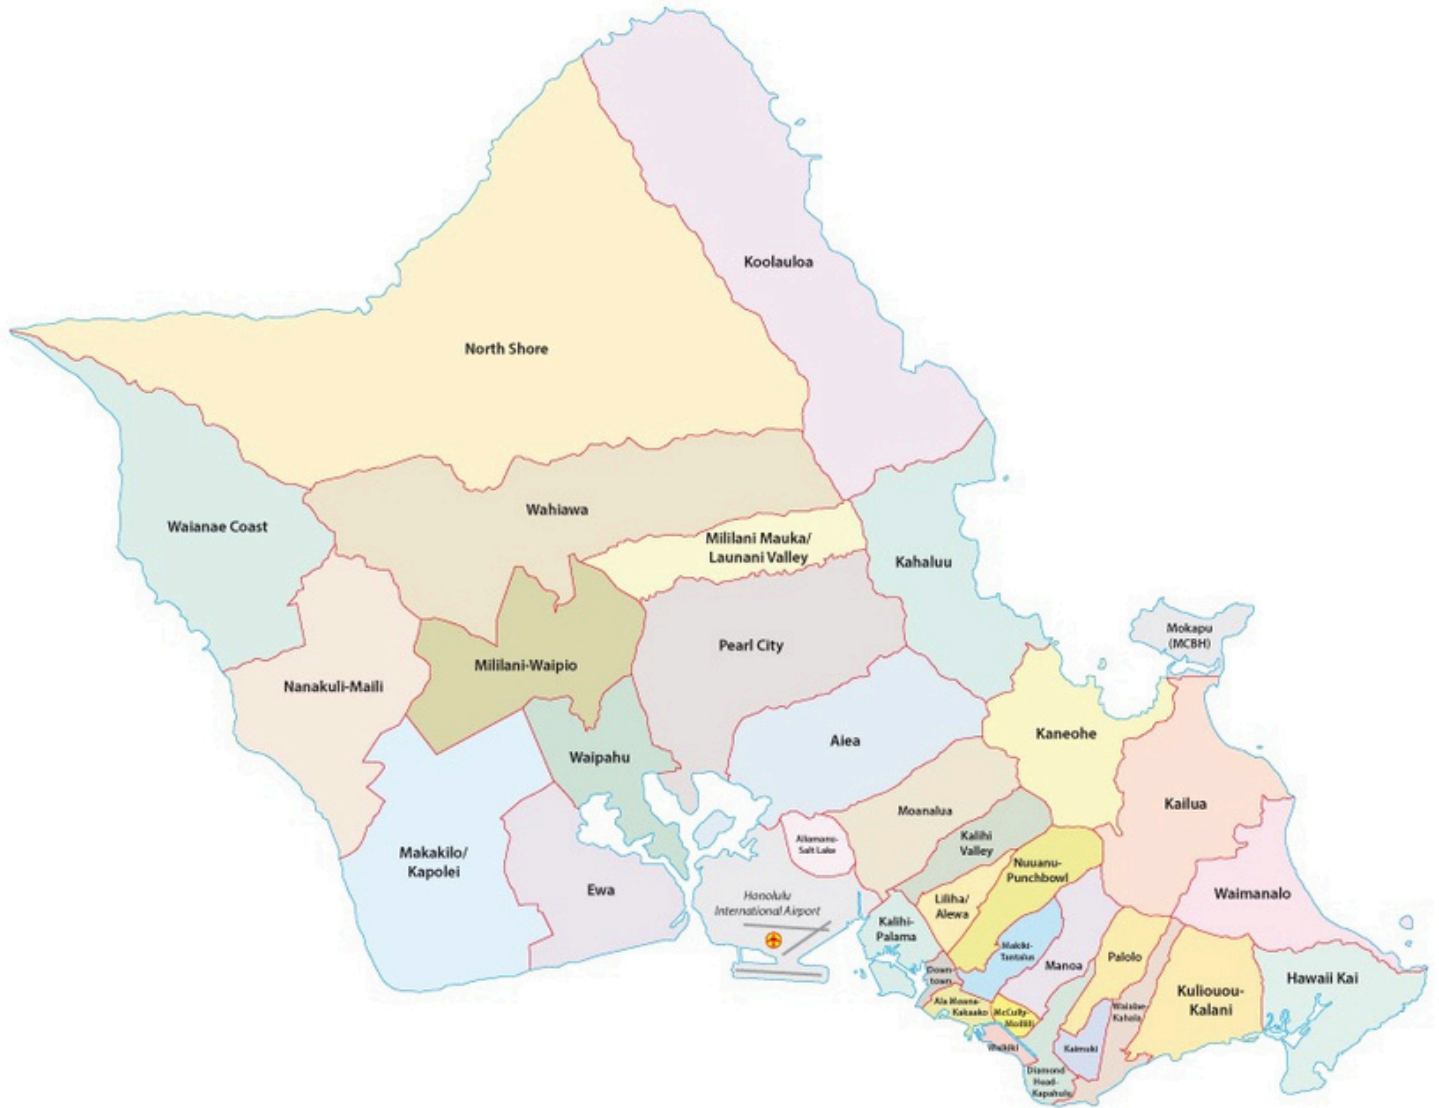 Koolauloa
North Shore
Wahiawa
Waianae Coast
Mililani Mauka/
Launani Valley
Kahaluu
Mokapu
(MCBH)
Pearl City
Mililani-Waipio
Nanakuli-Maili
Kaneohe
Aiea
Waipahu
Kailua
Moanalua
Aliamanu-
Salt Lake
Kalihi
Valley
Makakilo/
Kapolei
Nuuanu-
Punchbowl
Ewa
Waimanalo
Honolulu
International Airport
Liliha/
Alewa
Kalihi-
Palama
Makiki-
Tantalus
Manoa
Palolo
Down-
town
Hawaii Kai
Kuliouou-
Kalani
Ala Moana-
Kakaako
McCully-
Moiliili
Waialae-
Kahala
Waikiki
Kaimuki
Diamond
Head-
Kapahulu